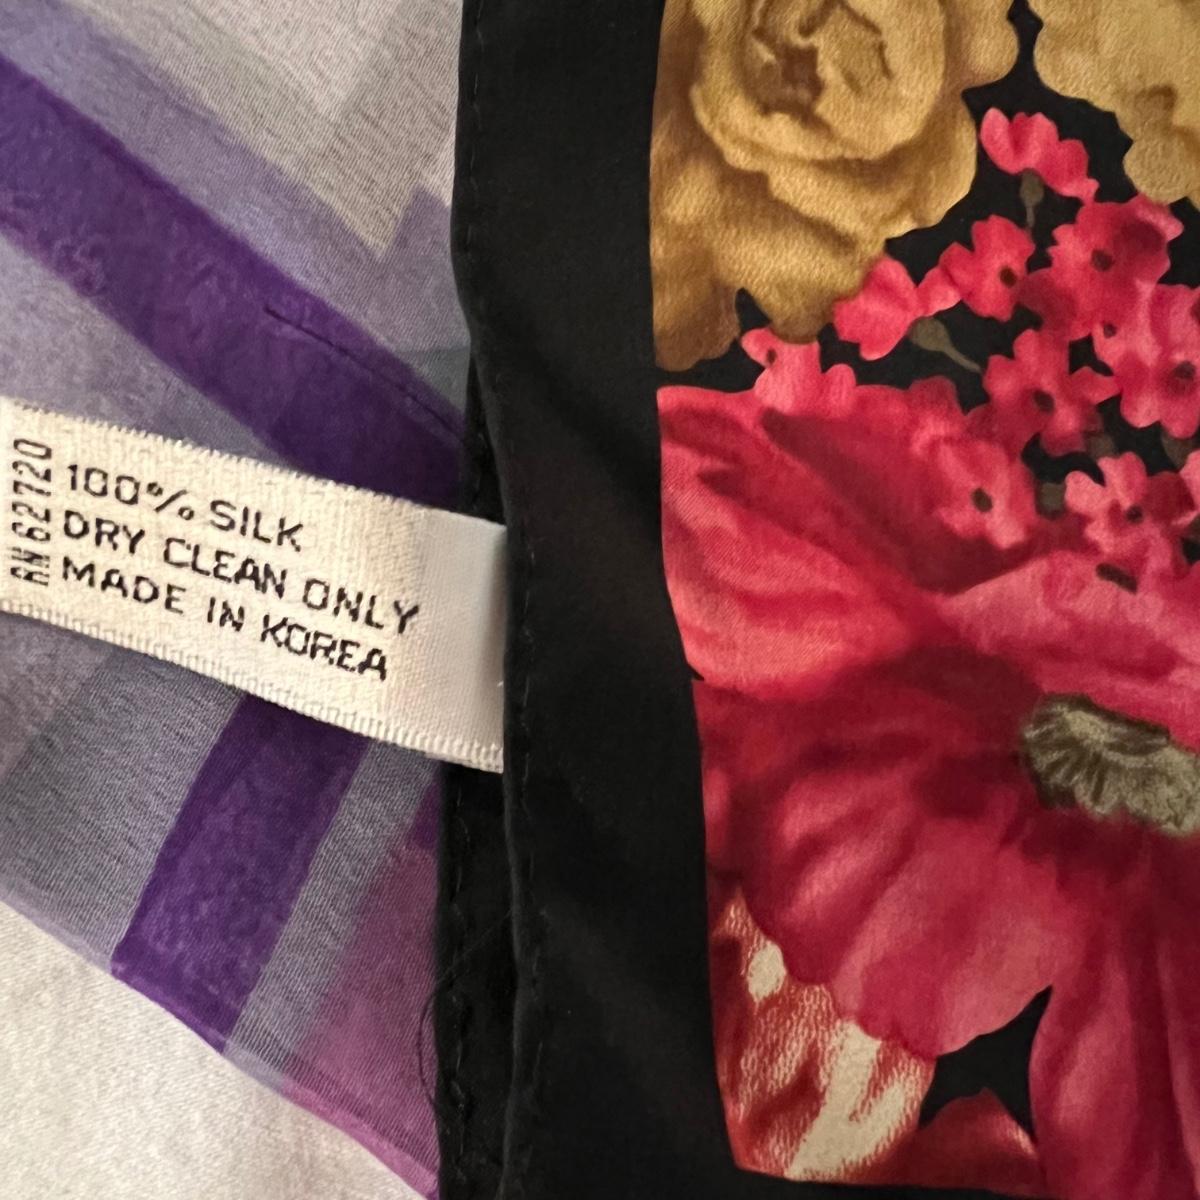 RN 62720
100% SILK
DRY CLEAN ONLY
MADE IN KOREA